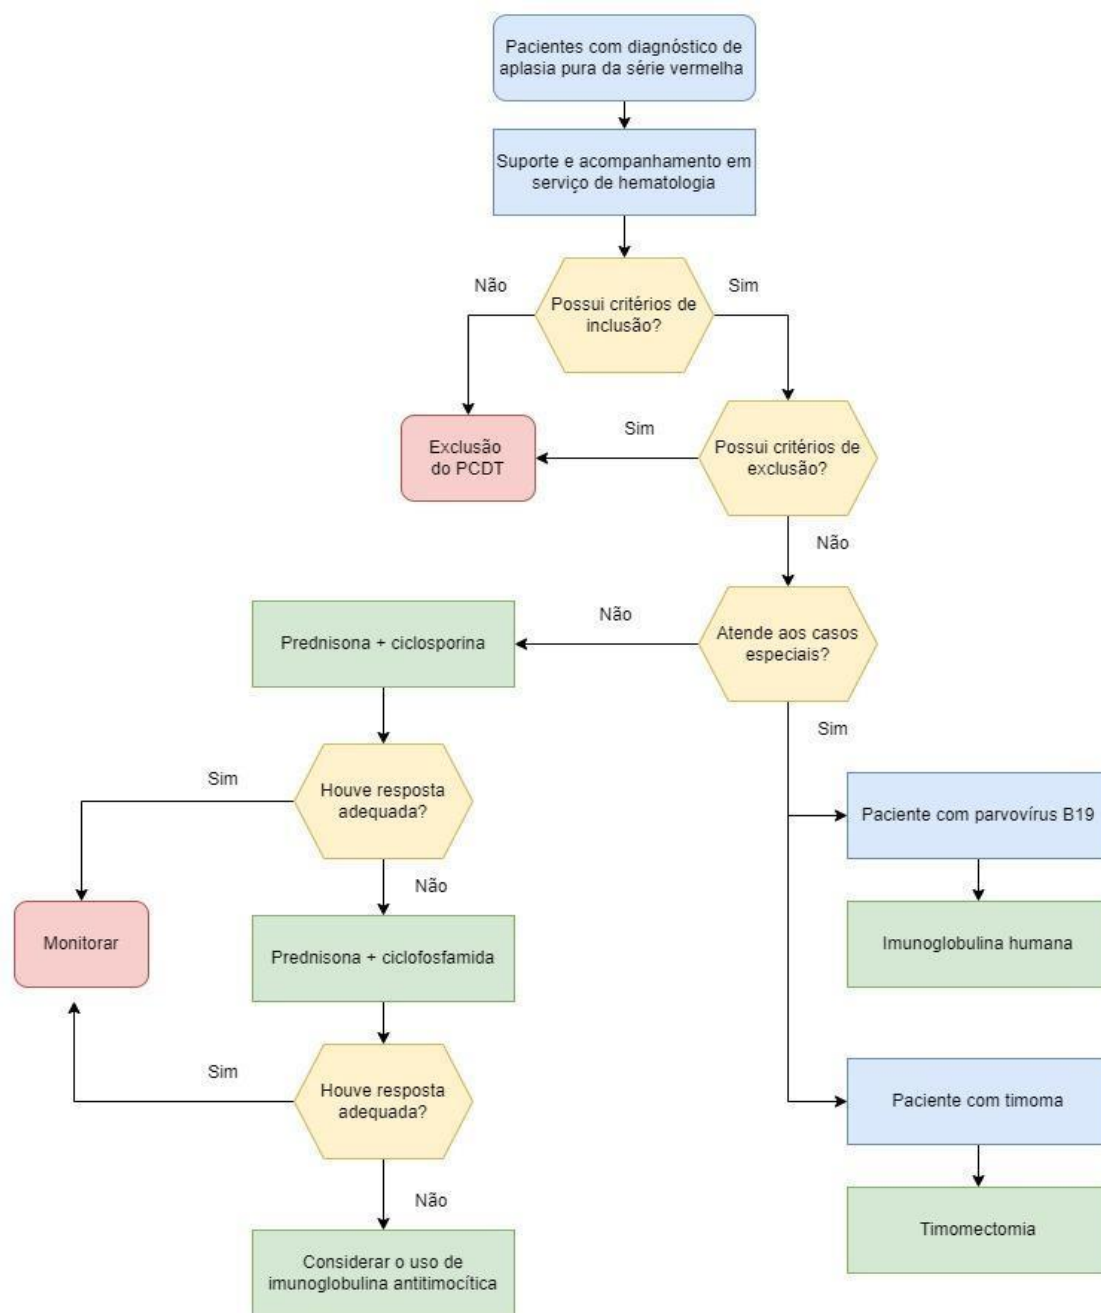 Pacientes com diagnóstico de
aplasia pura da série vermelha
Suporte e acompanhamento em
serviço de hematologia
Não
Sim
Possui critérios de
inclusão?
Exclusão
do PCDT
Sim
Possui critérios de
exclusão?
Não
Prednisona + ciclosporina
Não
Atende aos casos
especiais?
Sim
Sim
Houve resposta
adequada?
Paciente com parvovírus B19
Não
Monitorar
Prednisona + ciclofosfamida
Imunoglobulina humana
Sim
Houve resposta
adequada?
Paciente com timoma
Não
Timomectomia
Considerar o uso de
imunoglobulina antitimocítica